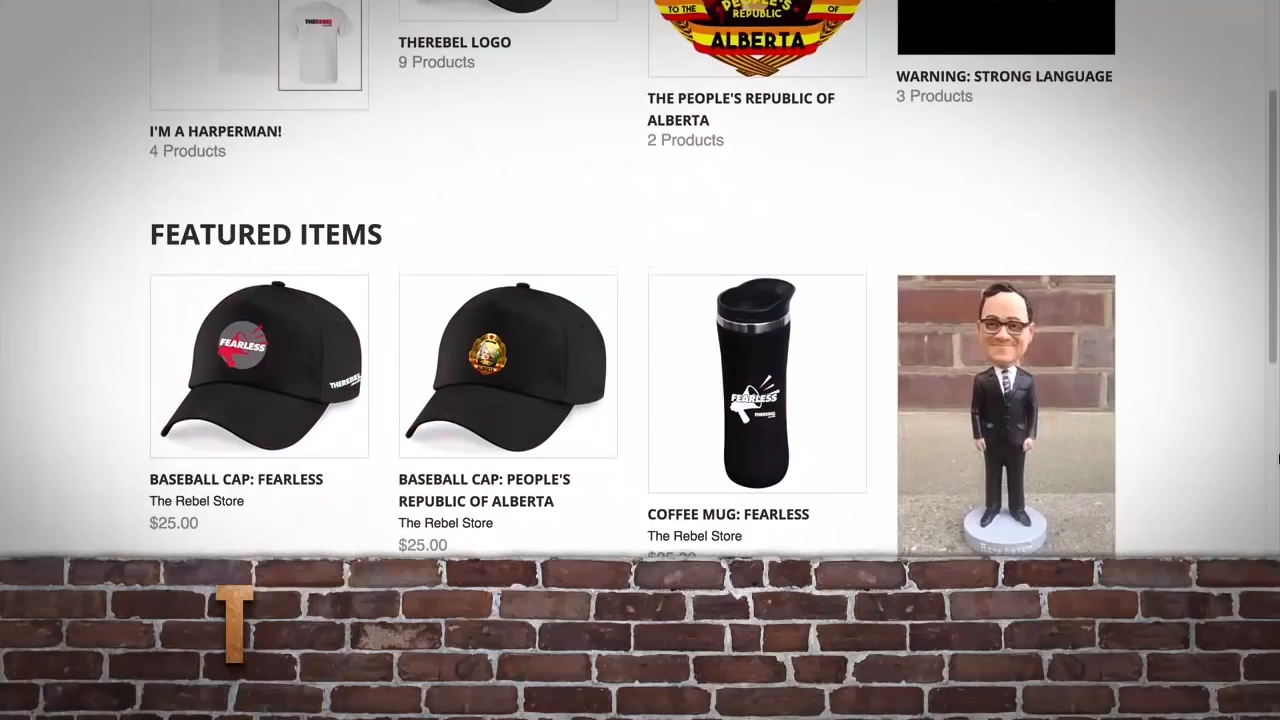 THEREBEL
PEOPLE'S
REPUBLIC
TO THE
OF
ALBERTA
THEREBEL LOGO
9 Products
WARNING: STRONG LANGUAGE
3 Products
THE PEOPLE'S REPUBLIC OF
ALBERTA
2 Products
I'M A HARPERMAN!
4 Products
FEATURED ITEMS
FEARLESS
THEREBEL
FEARLESS
THEREBEL
BASEBALL CAP: FEARLESS
The Rebel Store
$25.00
BASEBALL CAP: PEOPLE'S
REPUBLIC OF ALBERTA
The Rebel Store
$25.00
COFFEE MUG: FEARLESS
The Rebel Store
T